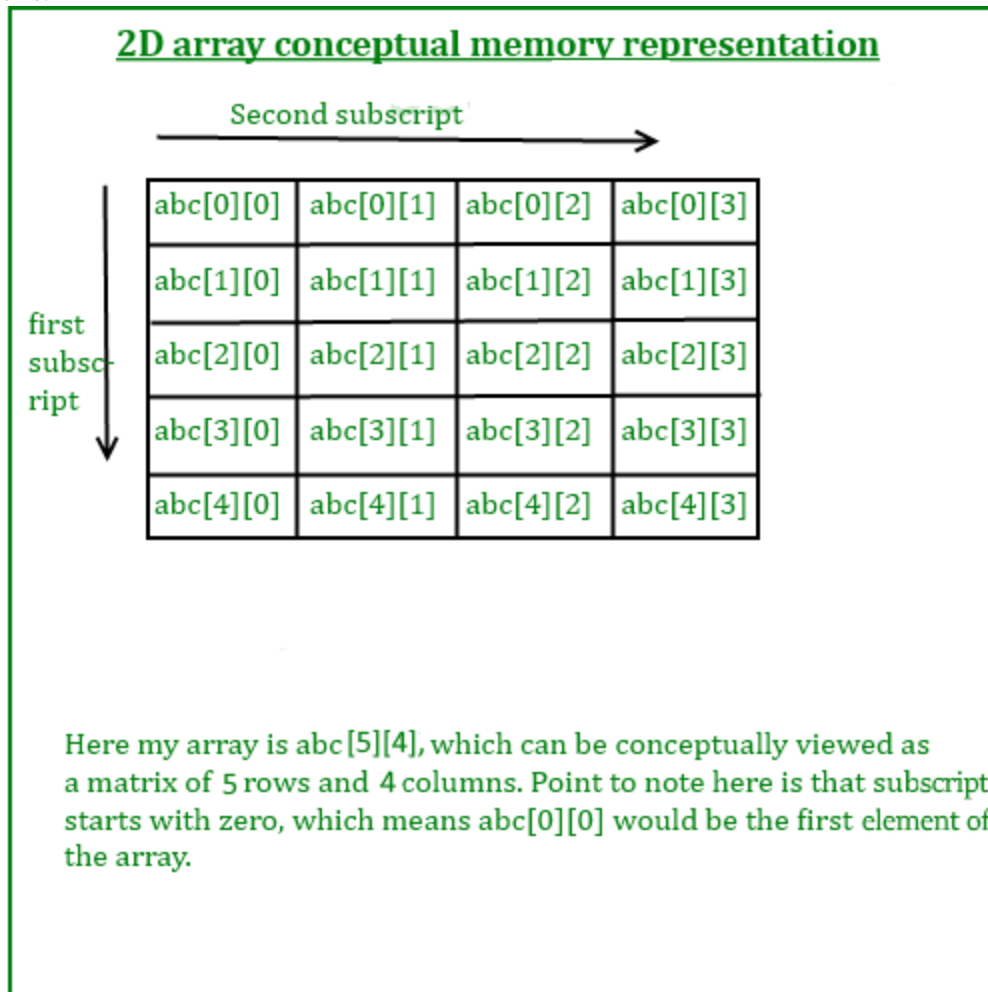 2D array conceptual memory representation
Second subscript
abc[0][0] abc[0][1] abc[0][2] abc[0][3]
abc[1][0] abc[1][1] abc[1][2] abc[1][3]
first
subsc-
ript
abc[2][0] abc[2][1] abc[2][2] abc[2][3]
abc[3][0] abc[3][1] abc[3][2] abc[3][3]
abc[4][0] abc[4][1] abc[4][2] abc[4][3]
Here my array is abc[5][4], which can be conceptually viewed as
a matrix of 5 rows and 4 columns. Point to note here is that subscript
starts with zero, which means abc[0][0] would be the first element of
the array.